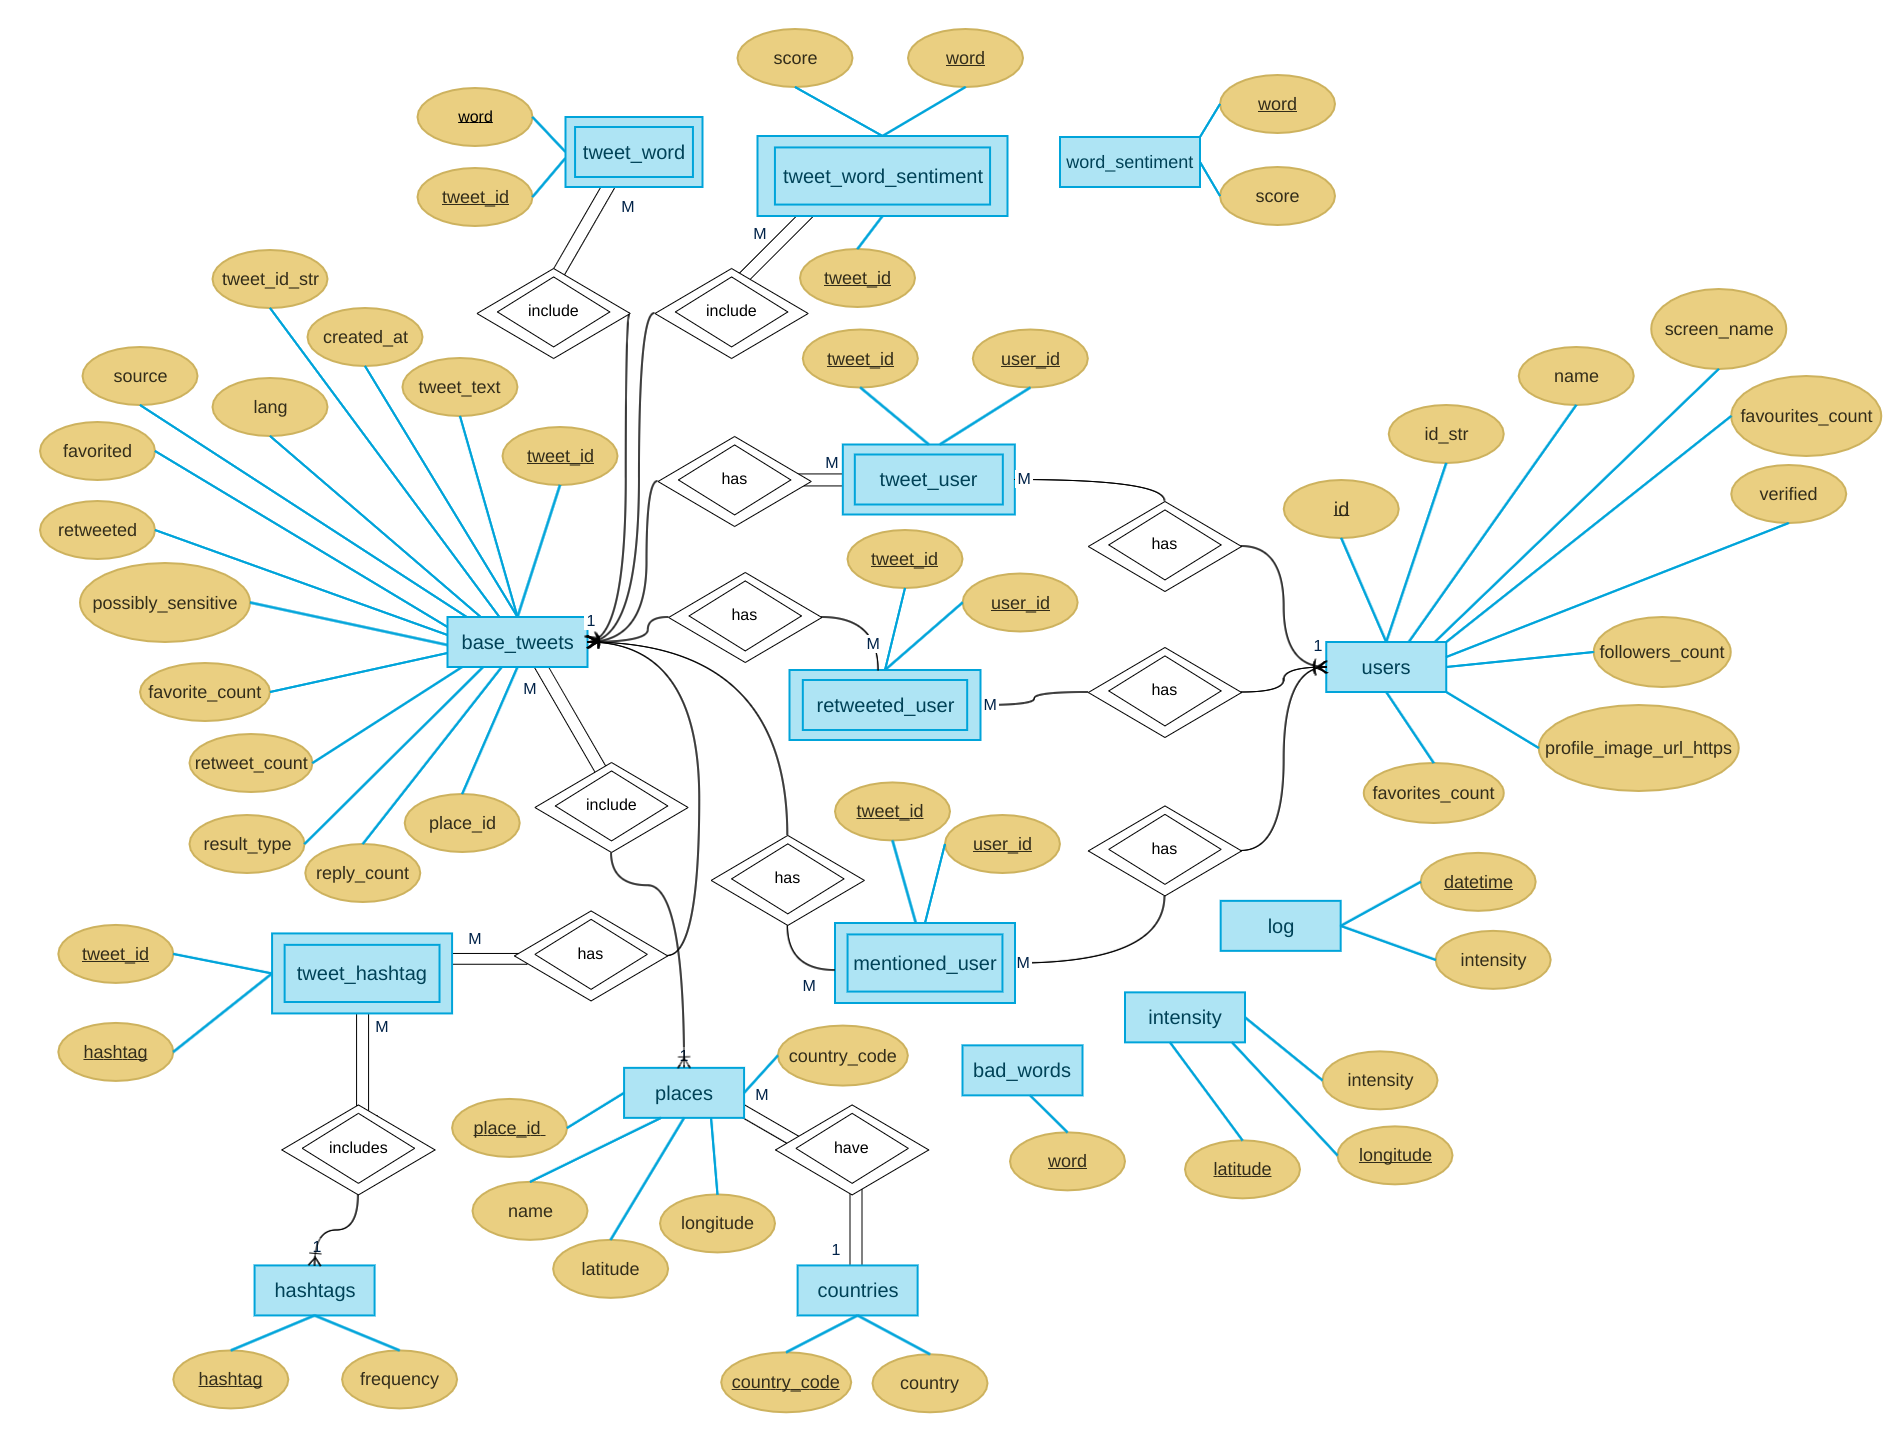 score
word
word
tweet_word
tweet_word_sentiment
word_sentiment
word
tweet_id
score
M
M
tweet_id
tweet_id_str
include
include
created_at
screen_name
source
lang
tweet_text
tweet_id
user_id
name
favourites_count
favorited
tweet_id
id_str
has
M
tweet_user
M
verified
id
retweeted
has
possibly_sensitive
tweet_id
user_id
has
1
base_tweets
M
1
users
followers_count
favorite_count
M
retweeted_user
M
has
retweet_count
profile_image_url_https
favorites_count
include
place_id
tweet_id
result_type
reply_count
user_id
has
has
datetime
log
tweet_id
M
has
intensity
tweet_hashtag
mentioned_user
M
M
intensity
M
hashtag
1
country_code
bad_words
intensity
places
M
place_id
includes
have
word
latitude
longitude
name
longitude
latitude
1
1
hashtags
countries
hashtag
frequency
country_code
country